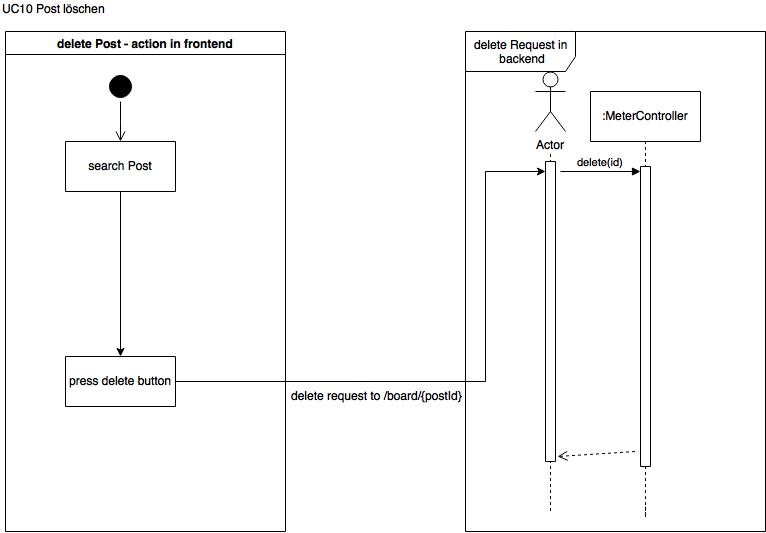 UC10 Post löschen
delete Post - action in frontend
search Post
press delete button
delete request to /board/{postId}
delete Request in
backend
Actor
:MeterController
delete(id)